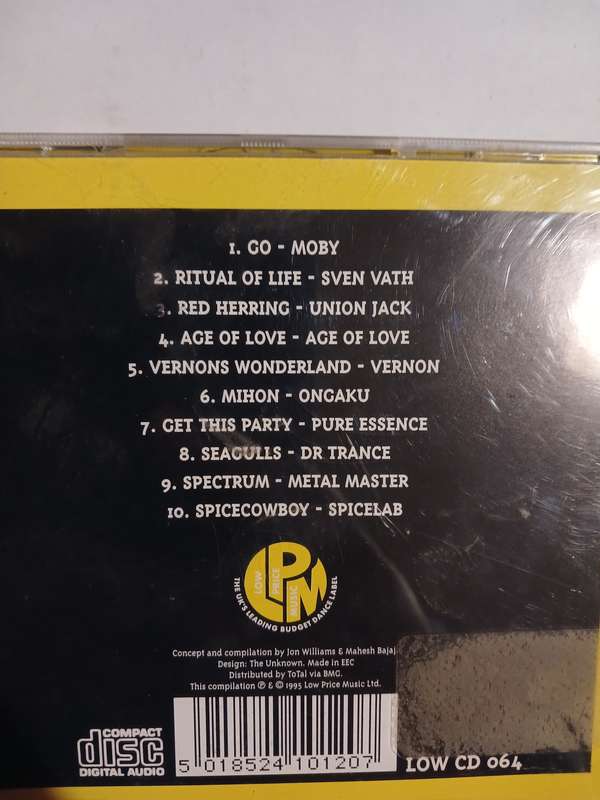 1. GO - MOBY
2. RITUAL OF LIFE - SVEN VATH
3. RED HERRING - UNION JACK
4. AGE OF LOVE - AGE OF LOVE
5. VERNONS WONDERLAND - VERNON
6. MIHON - ONGAKU
7. GET THIS PARTY - PURE ESSENCE
8. SEAGULLS - DR TRANCE
9. SPECTRUM - METAL MASTER
10. SPICECOWBOY - SPICELAB
LPM
LOW PRICE MUSIC
THE UK'S LEADING BUDGET DANCE LABEL
Concept and compilation by Jon Williams & Mahesh Bajaj
Design: The Unknown. Made in EEC
Distributed by ToTal via BMG.
This compilation ℗ & © 1995 Low Price Music Ltd.
COMPACT
disc
DIGITAL AUDIO
5 018524 101207
LOW CD 064